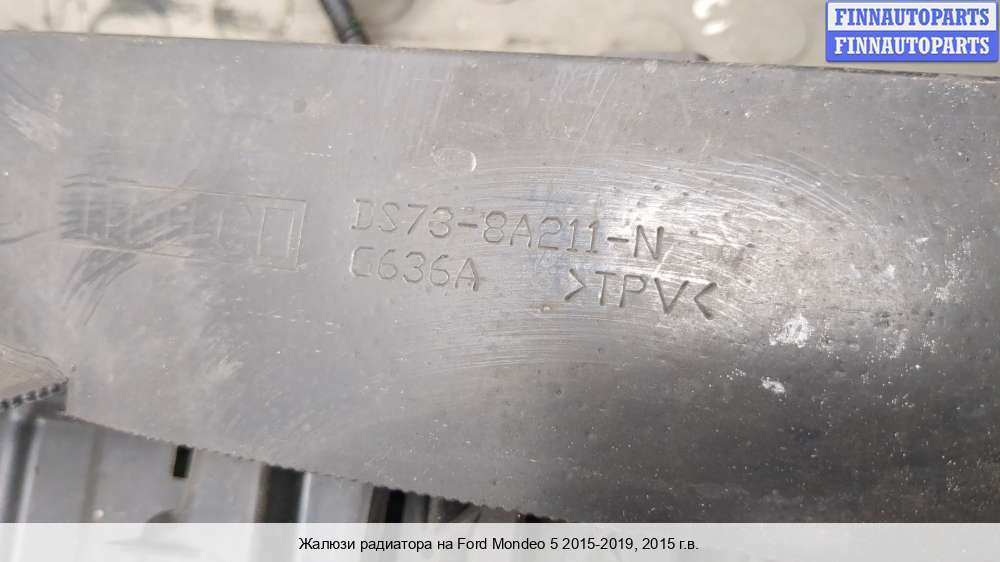 FINNAUTOPARTS
FINNAUTOPARTS
DS73-8A211-N
C636A >TPV<
Жалюзи радиатора на Ford Mondeo 5 2015-2019, 2015 г.в.